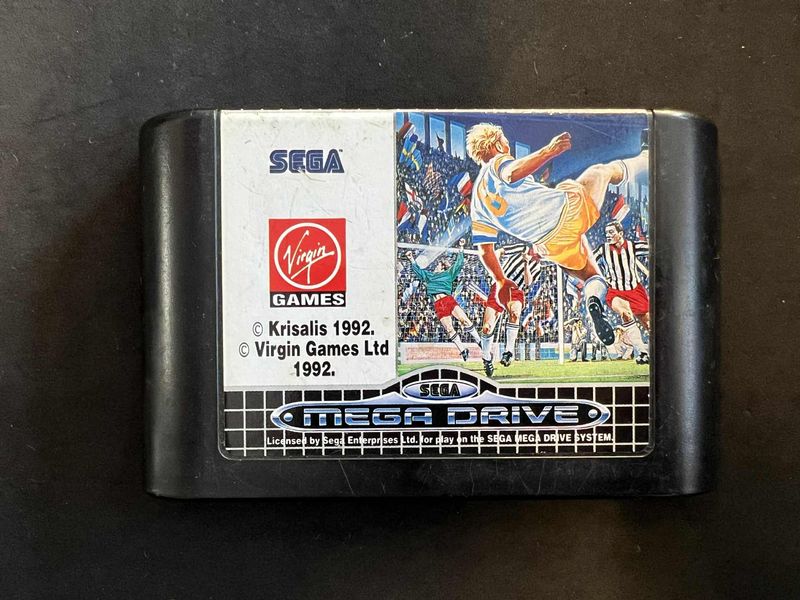 SEGA
Virgin
GAMES
© Krisalis 1992.
© Virgin Games Ltd
1992.
SEGA
MEGA DRIVE
Licensed by Sega Enterprises Ltd. for play on the SEGA MEGA DRIVE SYSTEM.